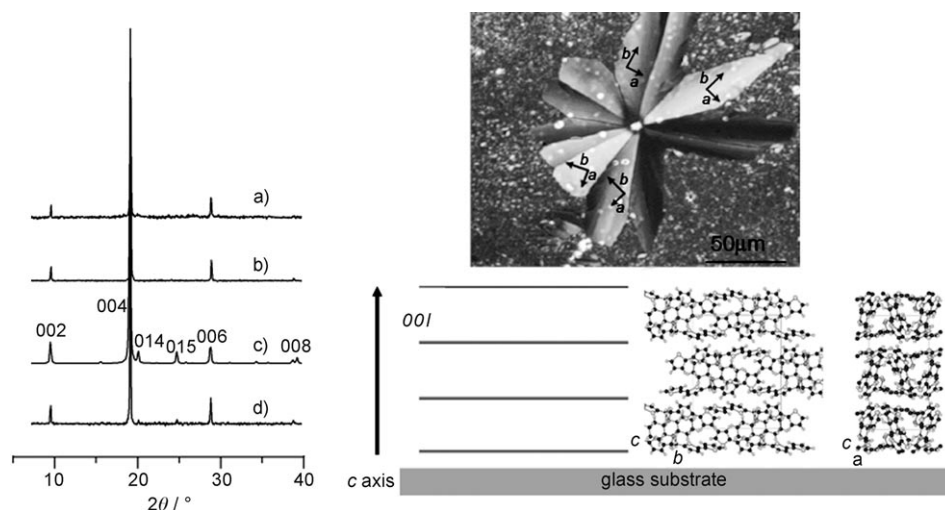 a)
b)
004
002
014
015
006
c)
008
d)
10
20
30
40
2θ / °
b
a
b
a
b
a
b
a
50μm
00l
c
b
c
a
c axis
glass substrate